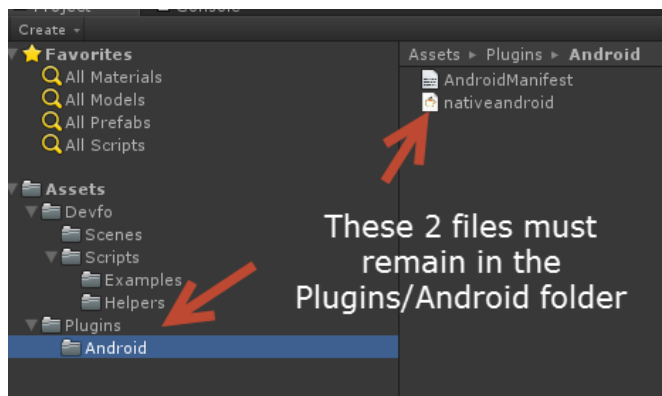 Project Console
Create
Favorites
All Materials
All Models
All Prefabs
All Scripts
Assets
Devfo
Scenes
Scripts
Examples
Helpers
Plugins
Android
Assets ▸ Plugins ▸ Android
AndroidManifest
nativeandroid
These 2 files must
remain in the
Plugins/Android folder